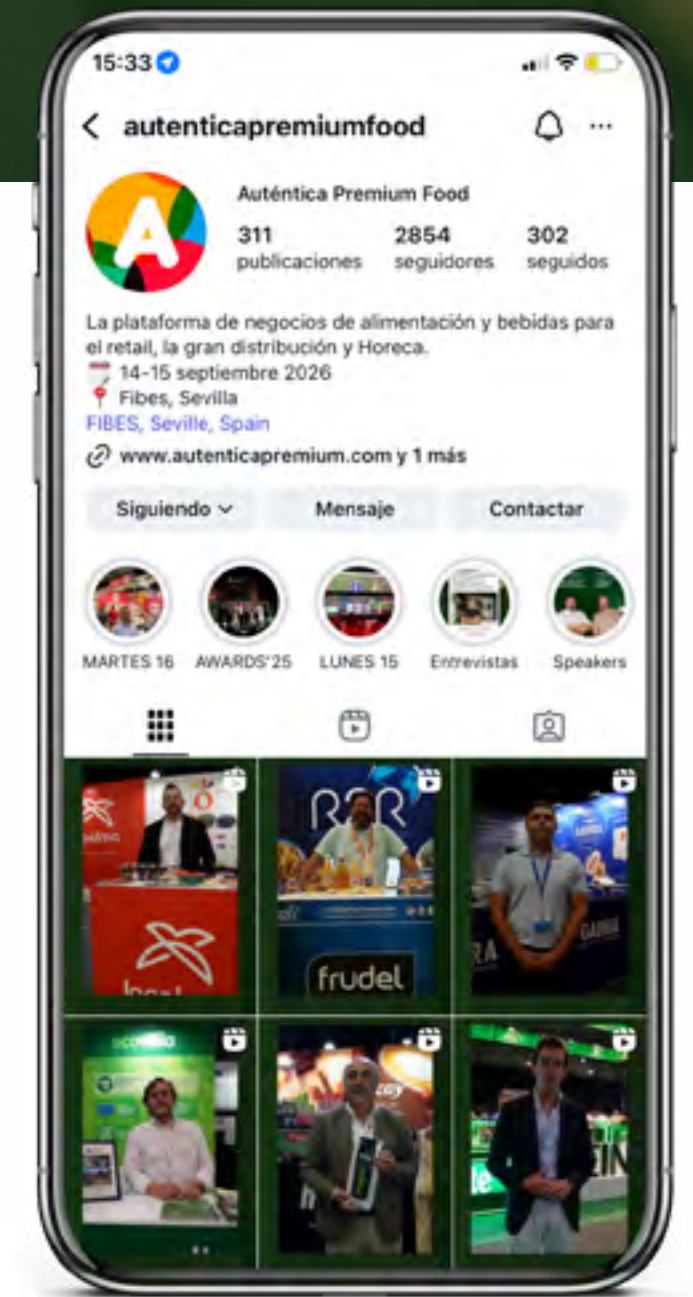 15:33
autenticapremiumfood
A
Auténtica Premium Food
311 2854 302
publicaciones seguidores seguidos
La plataforma de negocios de alimentación y bebidas para
el retail, la gran distribución y Horeca.
14-15 septiembre 2026
Fibes, Sevilla
FIBES, Seville, Spain
www.autenticapremium.com y 1 más
Siguiendo Mensaje Contactar
MARTES 16 AWARDS'25 LUNES 15 Entrevistas Speakers
frudel